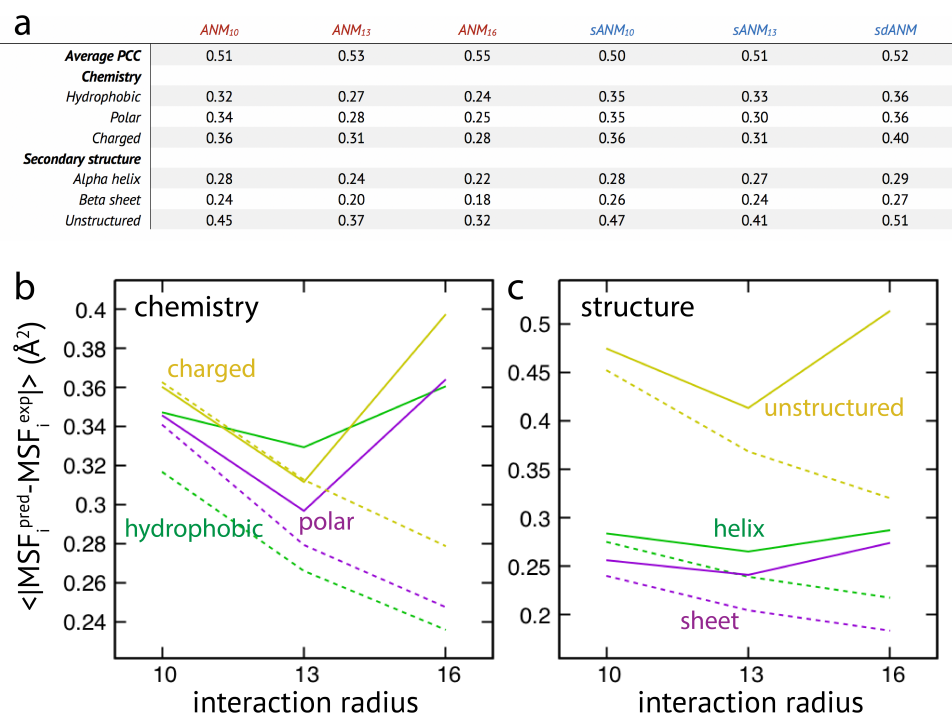 a
ANM10 ANM13 ANM16 sANM10 sANM13 sdANM
Average PCC 0.51 0.53 0.55 0.50 0.51 0.52
Chemistry
Hydrophobic 0.32 0.27 0.24 0.35 0.33 0.36
Polar 0.34 0.28 0.25 0.35 0.30 0.36
Charged 0.36 0.31 0.28 0.36 0.31 0.40
Secondary structure
Alpha helix 0.28 0.24 0.22 0.28 0.27 0.29
Beta sheet 0.24 0.20 0.18 0.26 0.24 0.27
Unstructured 0.45 0.37 0.32 0.47 0.41 0.51
b
chemistry
<|MSFipred-MSFiexp|> (Å2)
0.4
0.38
0.36
0.34
0.32
0.3
0.28
0.26
0.24
charged
hydrophobic
polar
10 13 16
interaction radius
c
structure
0.5
0.45
0.4
0.35
0.3
0.25
0.2
unstructured
helix
sheet
10 13 16
interaction radius